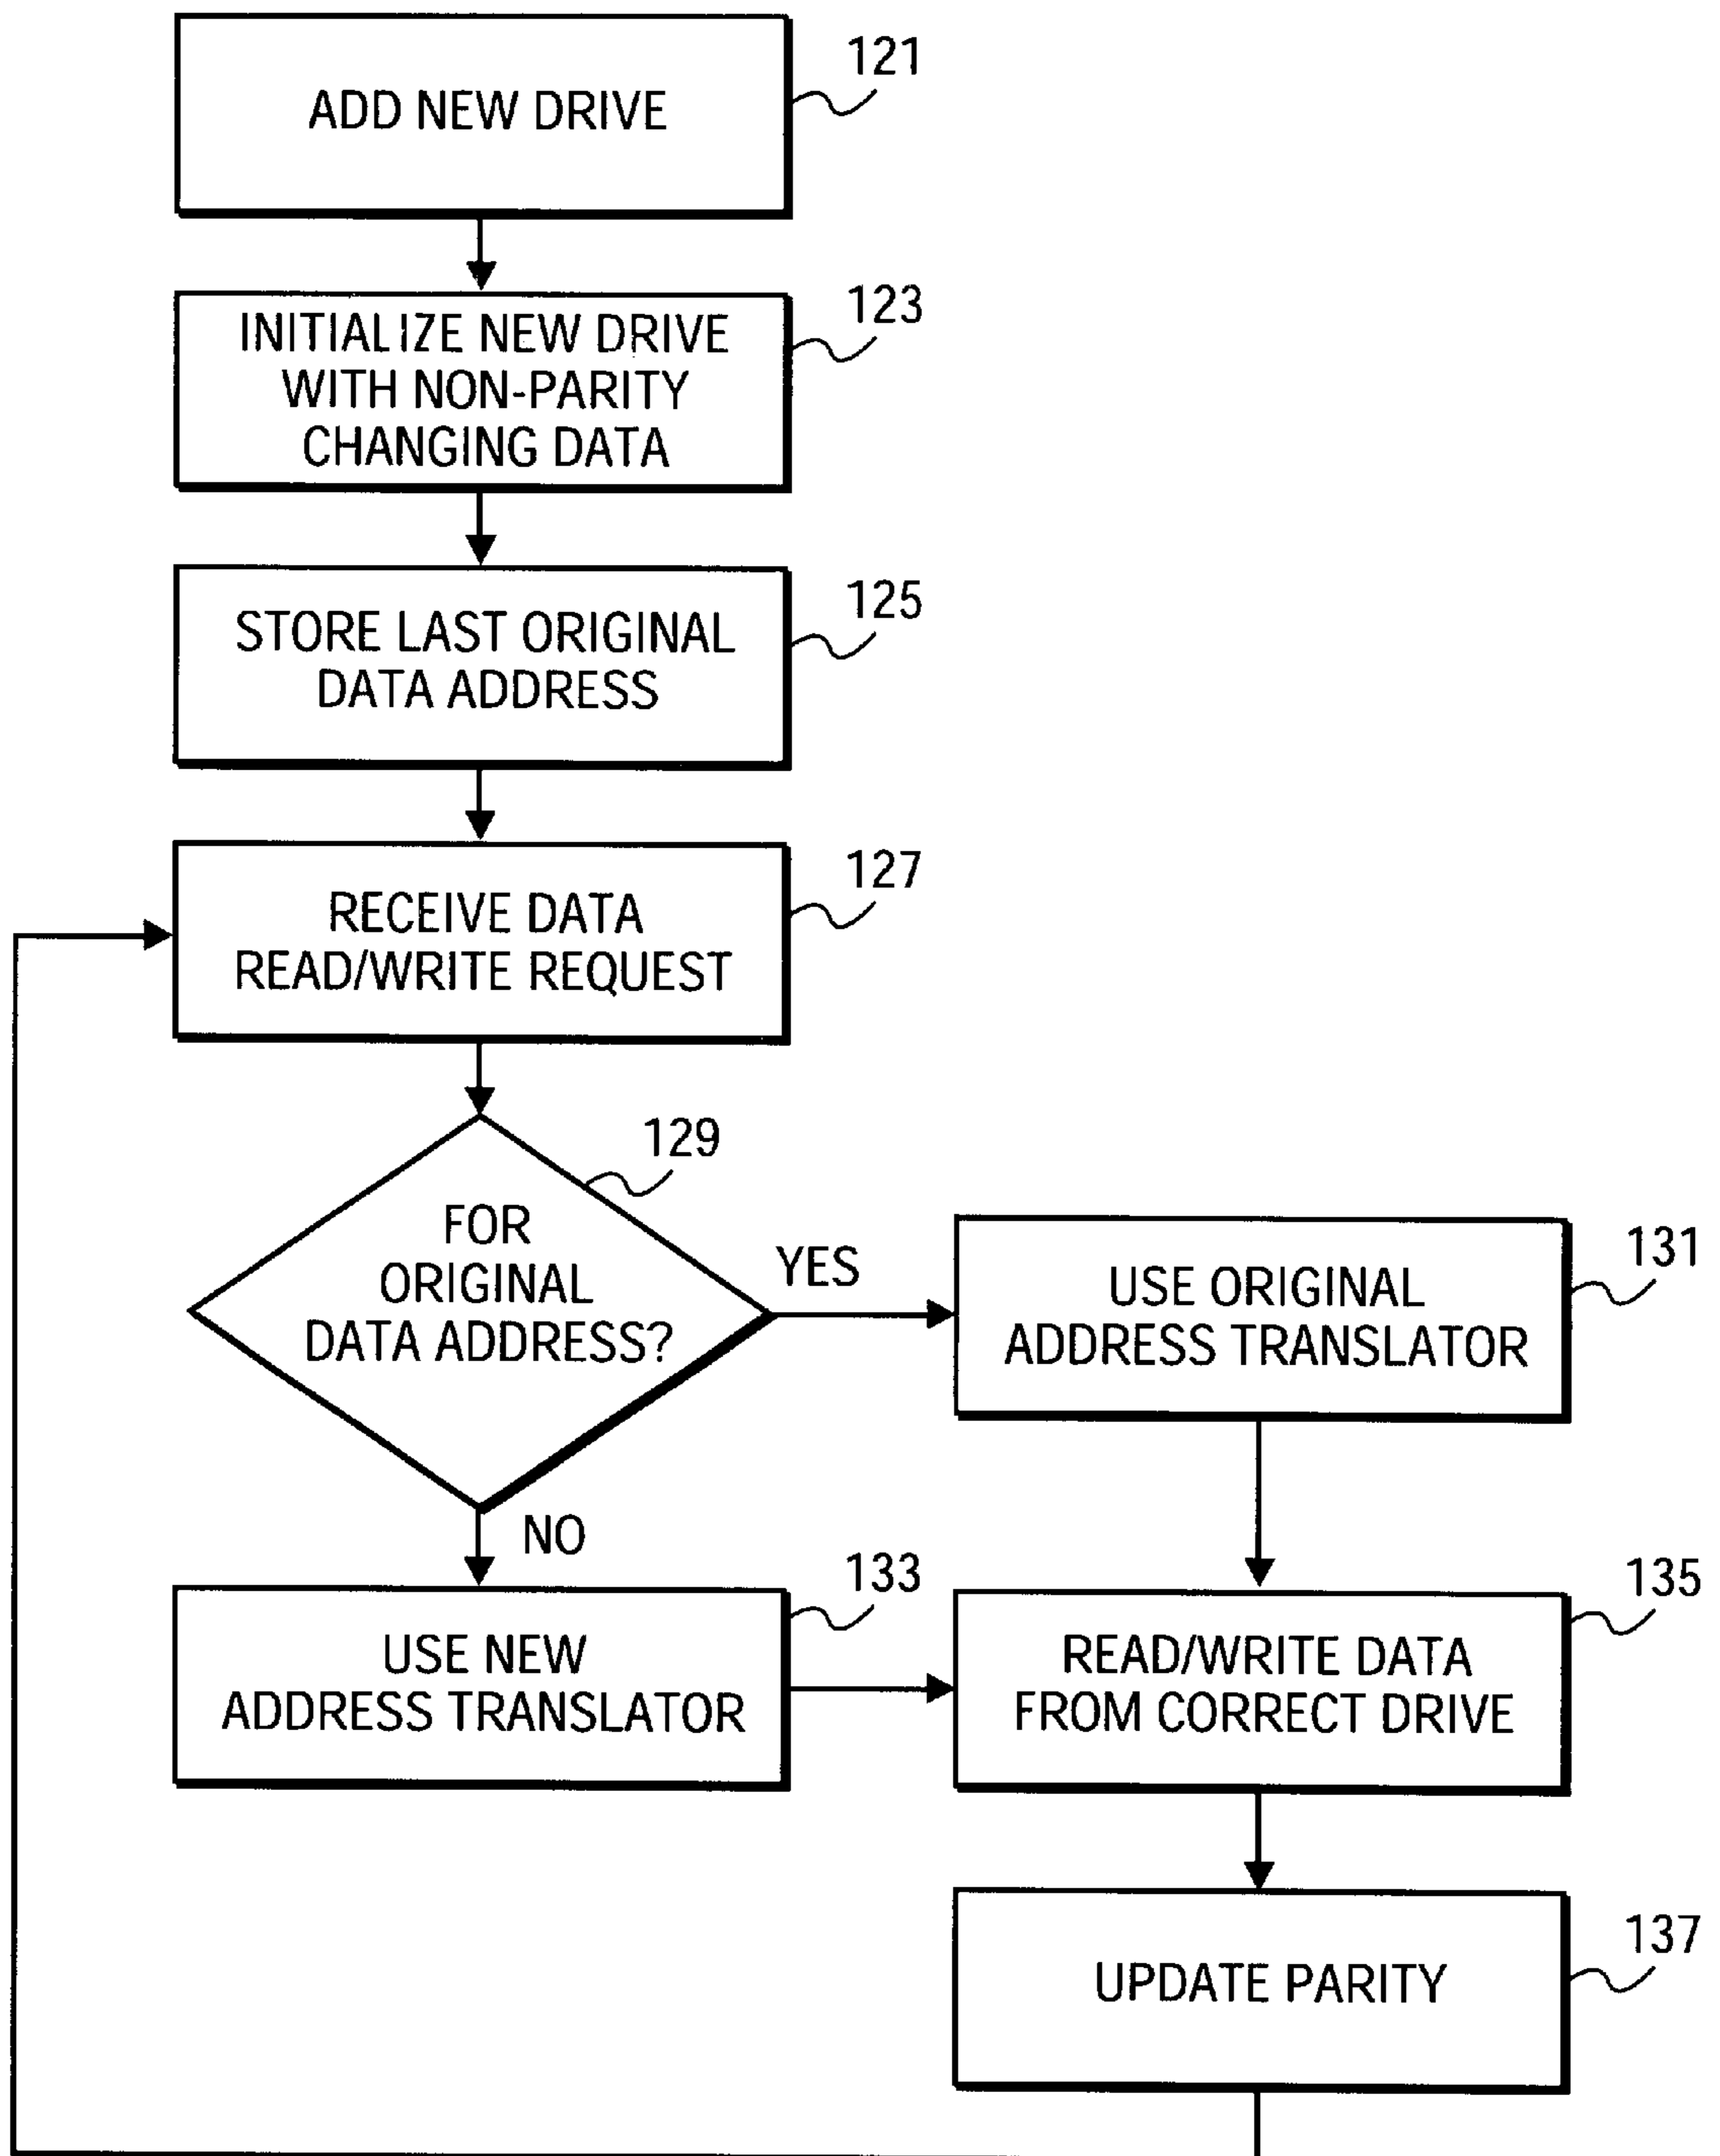 ADD NEW DRIVE
121
INITIALIZE NEW DRIVE
WITH NON-PARITY
CHANGING DATA
123
STORE LAST ORIGINAL
DATA ADDRESS
125
RECEIVE DATA
READ/WRITE REQUEST
127
FOR
ORIGINAL
DATA ADDRESS?
129
YES
NO
USE ORIGINAL
ADDRESS TRANSLATOR
131
USE NEW
ADDRESS TRANSLATOR
133
READ/WRITE DATA
FROM CORRECT DRIVE
135
UPDATE PARITY
137